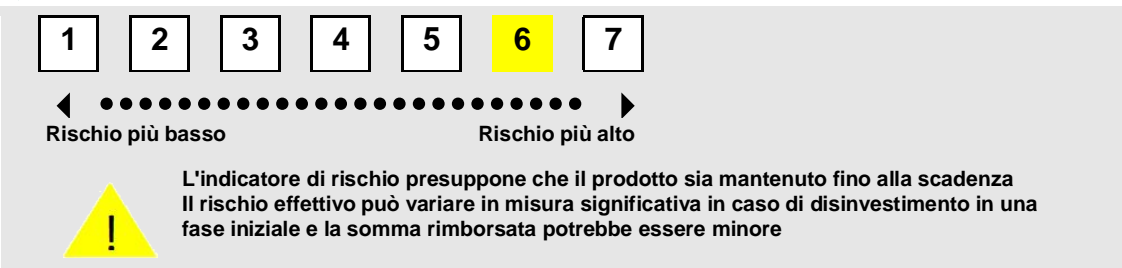 1 2 3 4 5 6 7
Rischio più basso Rischio più alto
L'indicatore di rischio presuppone che il prodotto sia mantenuto fino alla scadenza
Il rischio effettivo può variare in misura significativa in caso di disinvestimento in una
! fase iniziale e la somma rimborsata potrebbe essere minore